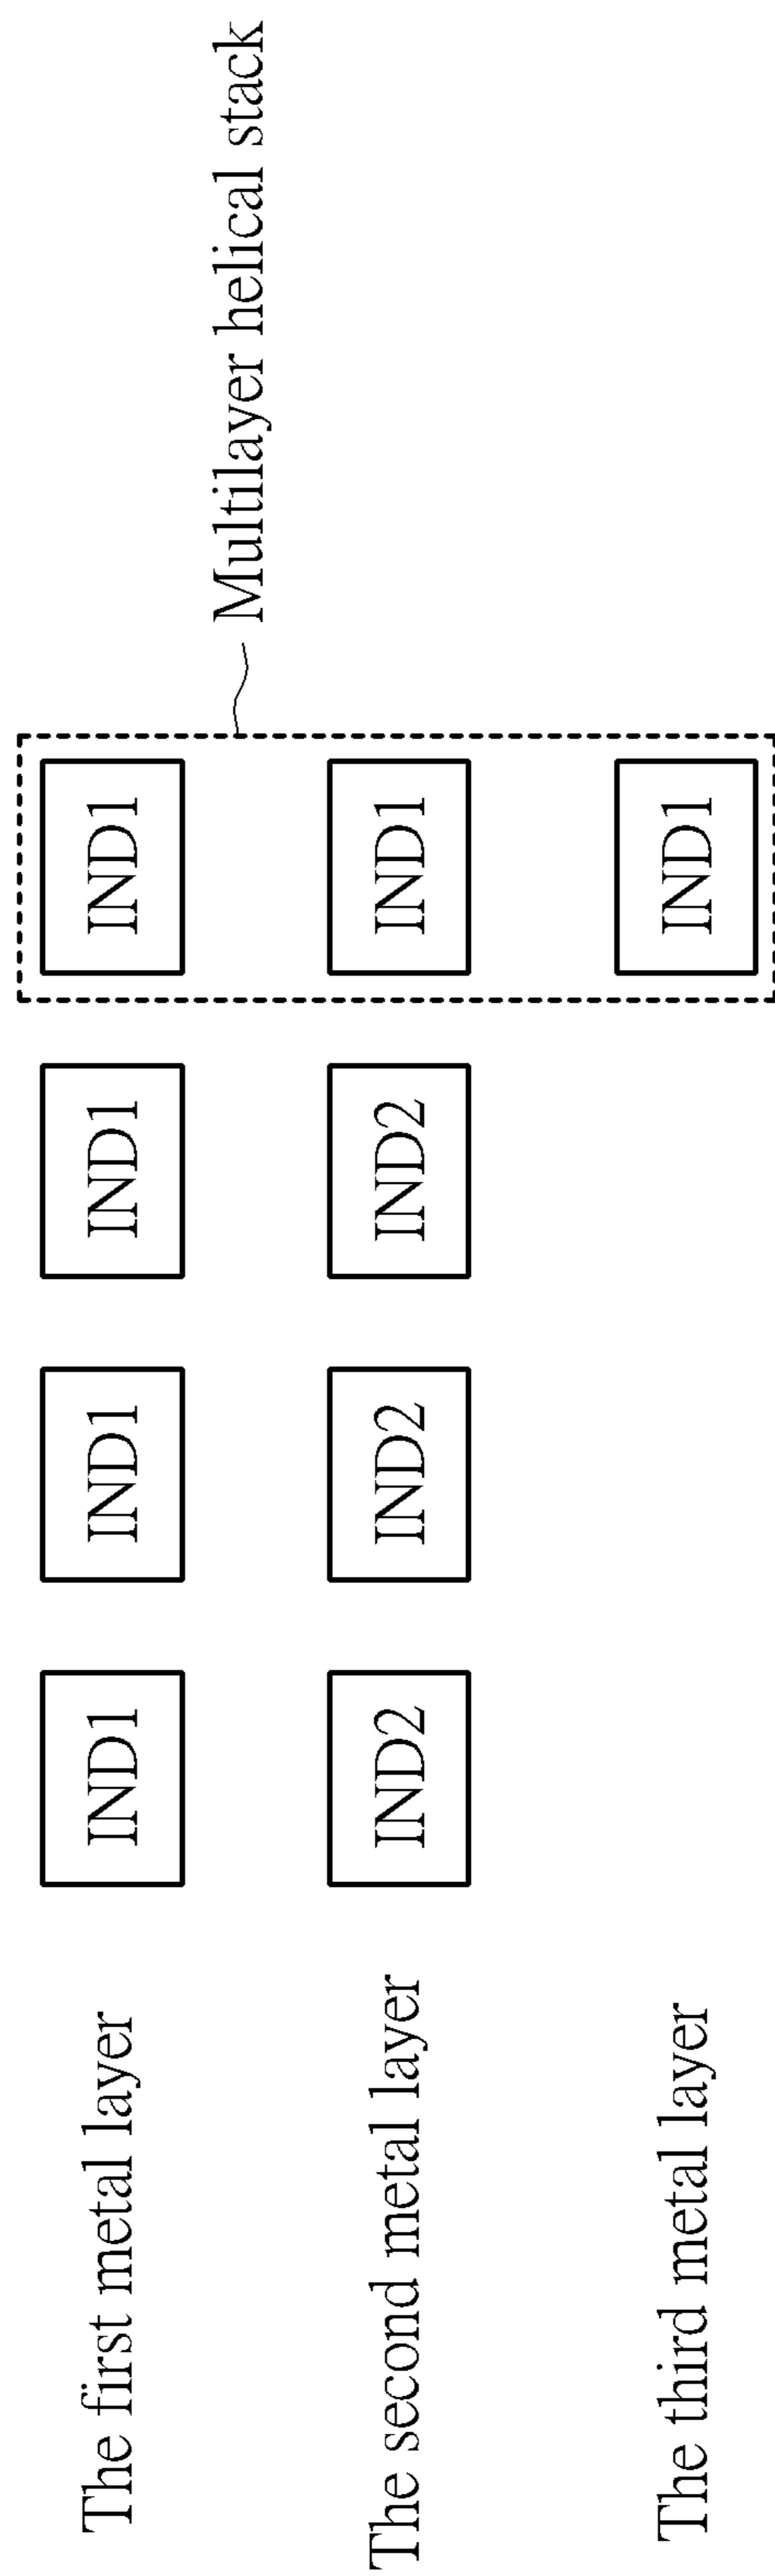 Multilayer helical stack
The first metal layer IND1 IND1 IND1 IND1
The second metal layer IND2 IND2 IND2 IND1
The third metal layer IND1